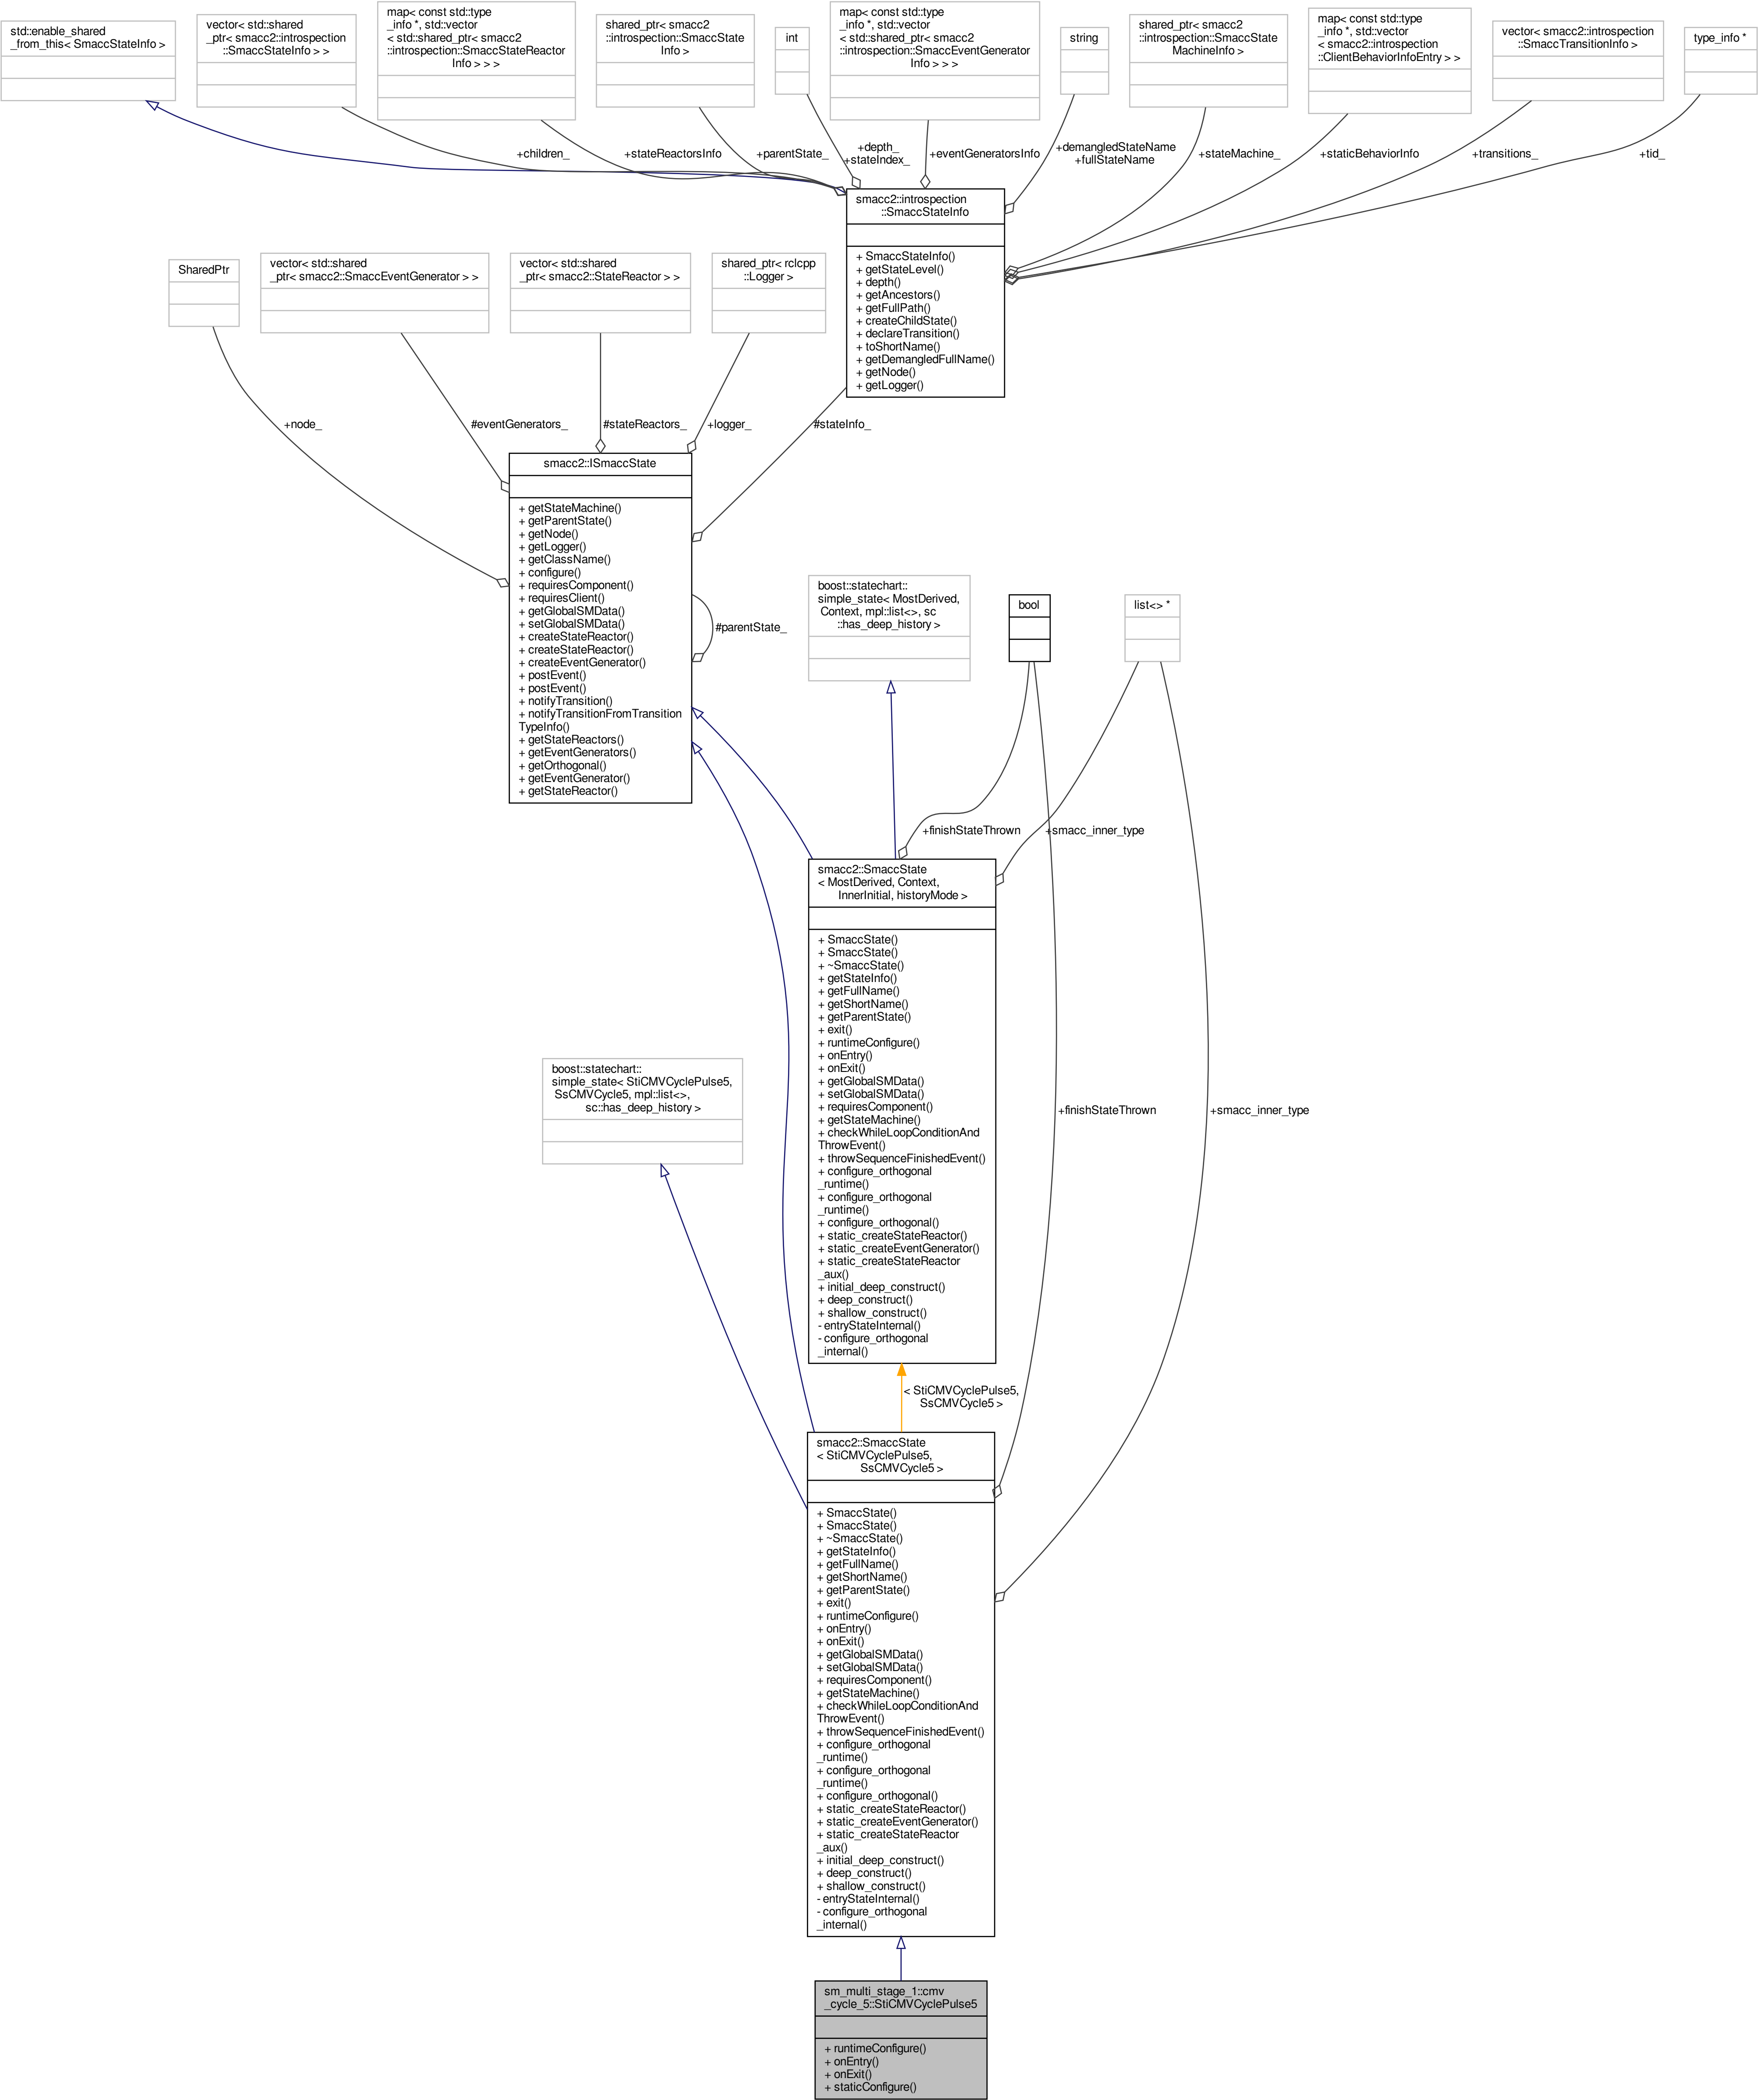 std::enable_shared
_from_this< SmaccStateInfo >
vector< std::shared
_ptr< smacc2::introspection
::SmaccStateInfo > >
map< const std::type
_info *, std::vector
< std::shared_ptr< smacc2
::introspection::SmaccStateReactor
Info > > >
shared_ptr< smacc2
::introspection::SmaccState
Info >
int
map< const std::type
_info *, std::vector
< std::shared_ptr< smacc2
::introspection::SmaccEventGenerator
Info > > >
string
shared_ptr< smacc2
::introspection::SmaccState
MachineInfo >
map< const std::type
_info *, std::vector
< smacc2::introspection
::ClientBehaviorInfoEntry > >
vector< smacc2::introspection
::SmaccTransitionInfo >
type_info *
+children_
+stateReactorsInfo
+parentState_
+depth_
+stateIndex_
+eventGeneratorsInfo
+demangledStateName
+fullStateName
+stateMachine_
+staticBehaviorInfo
+transitions_
+tid_
smacc2::introspection
::SmaccStateInfo
+ SmaccStateInfo()
+ getStateLevel()
+ depth()
+ getAncestors()
+ getFullPath()
+ createChildState()
+ declareTransition()
+ toShortName()
+ getDemangledFullName()
+ getNode()
+ getLogger()
SharedPtr
vector< std::shared
_ptr< smacc2::SmaccEventGenerator > >
vector< std::shared
_ptr< smacc2::StateReactor > >
shared_ptr< rclcpp
::Logger >
+node_
#eventGenerators_
#stateReactors_
+logger_
#stateInfo_
smacc2::ISmaccState
+ getStateMachine()
+ getParentState()
+ getNode()
+ getLogger()
+ getClassName()
+ configure()
+ requiresComponent()
+ requiresClient()
+ getGlobalSMData()
+ setGlobalSMData()
+ createStateReactor()
+ createStateReactor()
+ createEventGenerator()
+ postEvent()
+ postEvent()
+ notifyTransition()
+ notifyTransitionFromTransition
TypeInfo()
+ getStateReactors()
+ getEventGenerators()
+ getOrthogonal()
+ getEventGenerator()
+ getStateReactor()
#parentState_
boost::statechart::
simple_state< MostDerived,
Context, mpl::list<>, sc
::has_deep_history >
bool
list<> *
+finishStateThrown
+smacc_inner_type
smacc2::SmaccState
< MostDerived, Context,
InnerInitial, historyMode >
+ SmaccState()
+ SmaccState()
+ ~SmaccState()
+ getStateInfo()
+ getFullName()
+ getShortName()
+ getParentState()
+ exit()
+ runtimeConfigure()
+ onEntry()
+ onExit()
+ getGlobalSMData()
+ setGlobalSMData()
+ requiresComponent()
+ getStateMachine()
+ checkWhileLoopConditionAnd
ThrowEvent()
+ throwSequenceFinishedEvent()
+ configure_orthogonal
_runtime()
+ configure_orthogonal
_runtime()
+ configure_orthogonal()
+ static_createStateReactor()
+ static_createEventGenerator()
+ static_createStateReactor
_aux()
+ initial_deep_construct()
+ deep_construct()
+ shallow_construct()
- entryStateInternal()
- configure_orthogonal
_internal()
boost::statechart::
simple_state< StiCMVCyclePulse5,
SsCMVCycle5, mpl::list<>,
sc::has_deep_history >
+finishStateThrown
+smacc_inner_type
< StiCMVCyclePulse5,
SsCMVCycle5 >
smacc2::SmaccState
< StiCMVCyclePulse5,
SsCMVCycle5 >
+ SmaccState()
+ SmaccState()
+ ~SmaccState()
+ getStateInfo()
+ getFullName()
+ getShortName()
+ getParentState()
+ exit()
+ runtimeConfigure()
+ onEntry()
+ onExit()
+ getGlobalSMData()
+ setGlobalSMData()
+ requiresComponent()
+ getStateMachine()
+ checkWhileLoopConditionAnd
ThrowEvent()
+ throwSequenceFinishedEvent()
+ configure_orthogonal
_runtime()
+ configure_orthogonal
_runtime()
+ configure_orthogonal()
+ static_createStateReactor()
+ static_createEventGenerator()
+ static_createStateReactor
_aux()
+ initial_deep_construct()
+ deep_construct()
+ shallow_construct()
- entryStateInternal()
- configure_orthogonal
_internal()
sm_multi_stage_1::cmv
_cycle_5::StiCMVCyclePulse5
+ runtimeConfigure()
+ onEntry()
+ onExit()
+ staticConfigure()